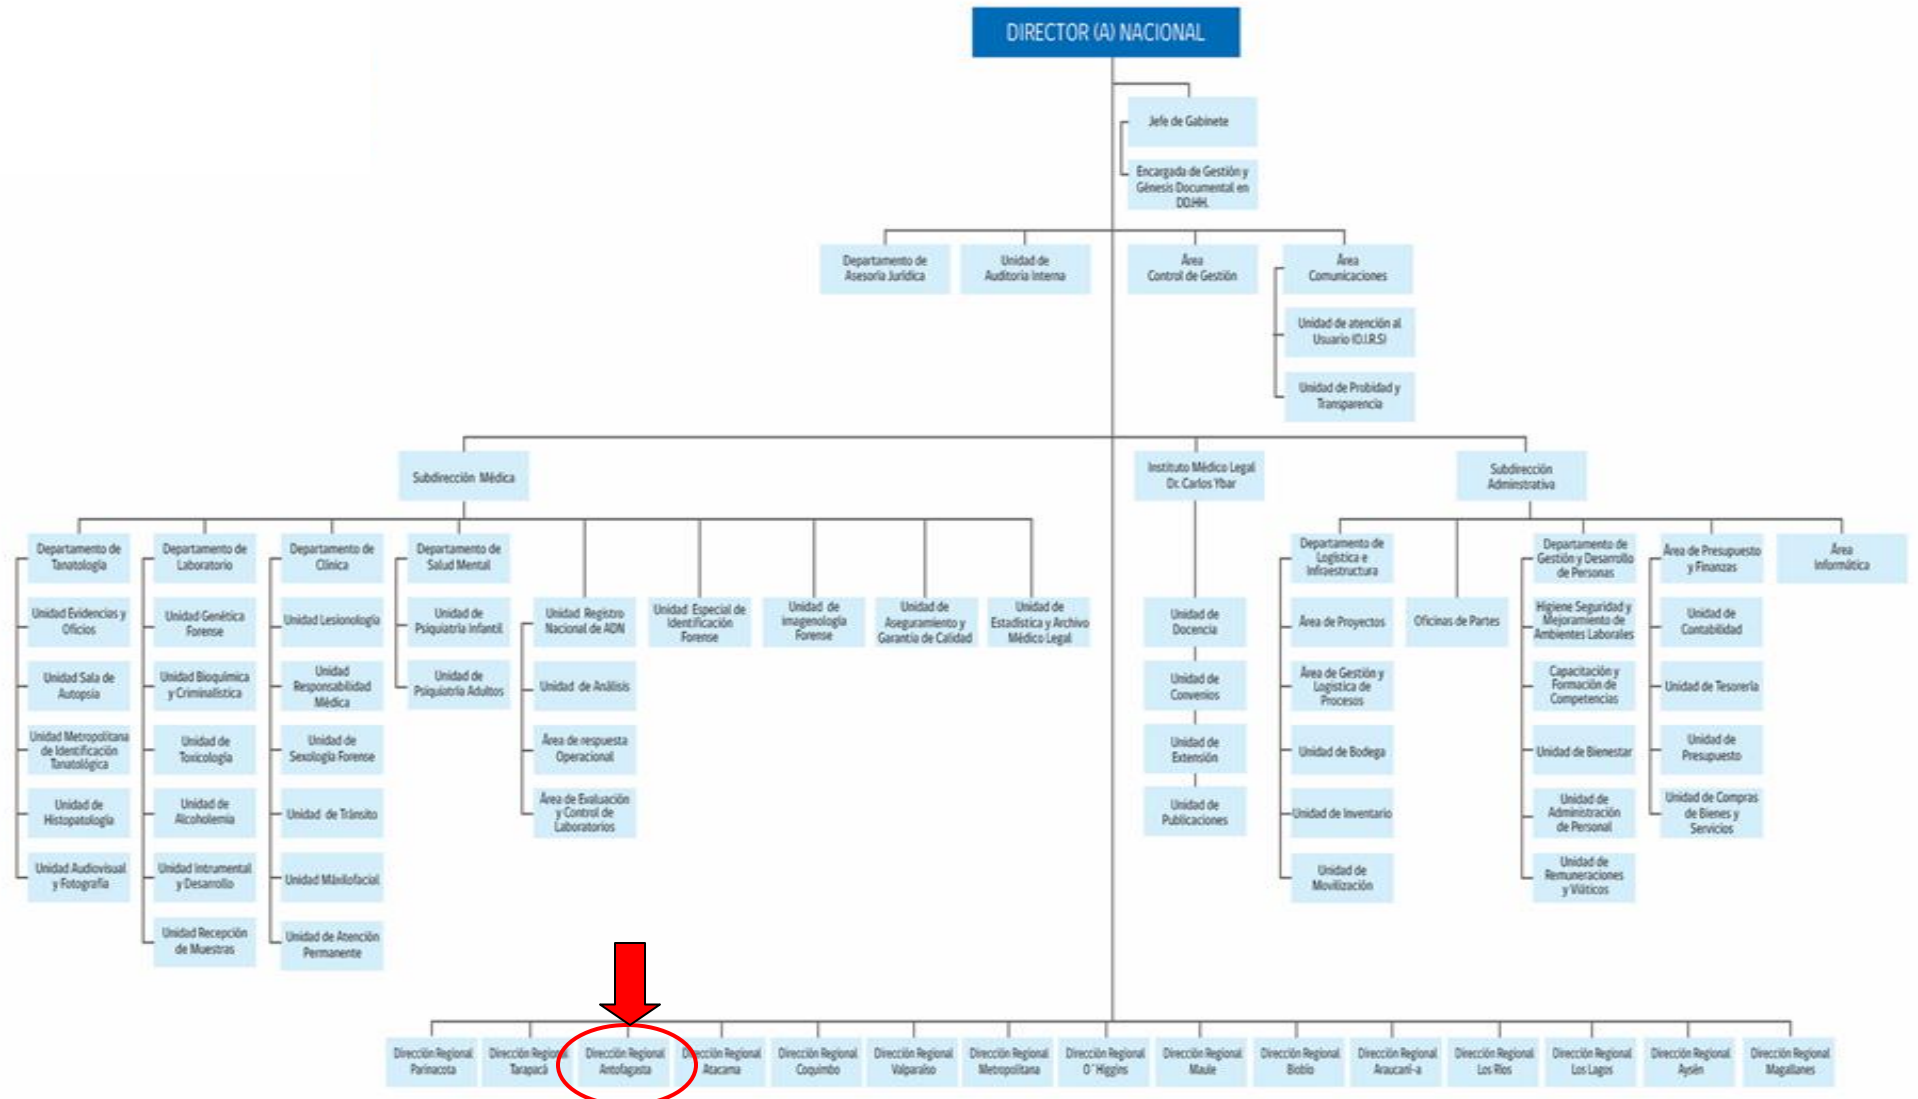 DIRECTOR (A) NACIONAL
Jefe de Gabinete
Encargada de Gestión y
Génesis Documental en
DD.HH.
Departamento de
Asesoría Jurídica
Unidad de
Auditoría Interna
Área
Control de Gestión
Área
Comunicaciones
Unidad de atención al
Usuario (O.I.R.S)
Unidad de Probidad y
Transparencia
Subdirección Médica
Instituto Médico Legal
Dr. Carlos Ybar
Subdirección
Adminstrativa
Departamento de
Tanatología
Unidad Evidencias y
Oficios
Unidad Sala de
Autopsia
Unidad Metropolitana
de Identificación
Tanatológica
Unidad de
Histopatología
Unidad Audiovisual
y Fotografía
Departamento de
Laboratorio
Unidad Genética
Forense
Unidad Bioquímica
y Criminalística
Unidad de
Toxicología
Unidad de
Alcoholemia
Unidad Intrumental
y Desarrollo
Unidad Recepción
de Muestras
Departamento de
Clínica
Unidad Lesionología
Unidad
Responsabilidad
Médica
Unidad de
Sexología Forense
Unidad de Tránsito
Unidad Máxilofacial
Unidad de Atención
Permanente
Departamento de
Salud Mental
Unidad de
Psiquiatría Infantil
Unidad de
Psiquiatría Adultos
Unidad Registro
Nacional de ADN
Unidad de Análisis
Área de respuesta
Operacional
Área de Evaluación
y Control de
Laboratorios
Unidad Especial de
Identificación
Forense
Unidad de
Imagenología
Forense
Unidad de
Aseguramiento y
Garantía de Calidad
Unidad de
Estadística y Archivo
Médico Legal
Unidad de
Docencia
Unidad de
Convenios
Unidad de
Extensión
Unidad de
Publicaciones
Departamento de
Logística e
Infraestructura
Área de Proyectos
Área de Gestión y
Logística de
Procesos
Unidad de Bodega
Unidad de Inventario
Unidad de
Movilización
Oficinas de Partes
Departamento de
Gestión y Desarrollo
de Personas
Higiene Seguridad y
Mejoramiento de
Ambientes Laborales
Capacitación y
Formación de
Competencias
Unidad de Bienestar
Unidad de
Administración
de Personal
Unidad de
Remuneraciones
y Viáticos
Área de Presupuesto
y Finanzas
Unidad de
Contabilidad
Unidad de Tesorería
Unidad de
Presupuesto
Unidad de Compras
de Bienes y
Servicios
Área
Informática
Dirección Regional
Parinacota
Dirección Regional
Tarapacá
Dirección Regional
Antofagasta
Dirección Regional
Atacama
Dirección Regional
Coquimbo
Dirección Regional
Valparaíso
Dirección Regional
Metropolitana
Dirección Regional
O´Higgins
Dirección Regional
Maule
Dirección Regional
Biobío
Dirección Regional
Araucaní-a
Dirección Regional
Los Ríos
Dirección Regional
Los Lagos
Dirección Regional
Aysén
Dirección Regional
Magallanes